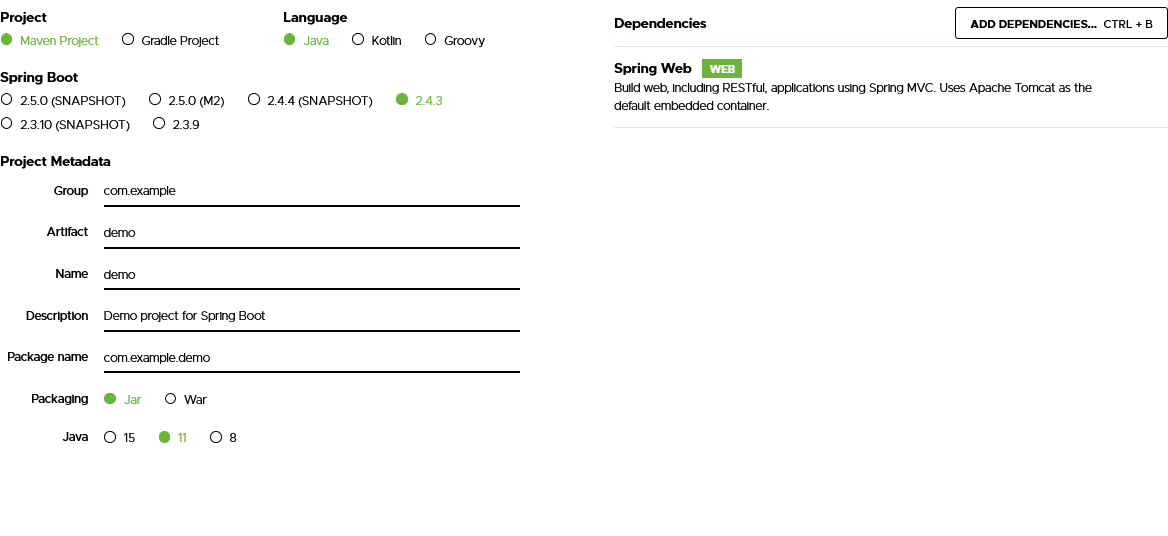 Project
Maven Project Gradle Project
Language
Java Kotlin Groovy
Spring Boot
2.5.0 (SNAPSHOT) 2.5.0 (M2) 2.4.4 (SNAPSHOT) 2.4.3
2.3.10 (SNAPSHOT) 2.3.9
Project Metadata
Group com.example
Artifact demo
Name demo
Description Demo project for Spring Boot
Package name com.example.demo
Packaging Jar War
Java 15 11 8
Dependencies ADD DEPENDENCIES... CTRL + B
Spring Web WEB
Build web, including RESTful, applications using Spring MVC. Uses Apache Tomcat as the
default embedded container.